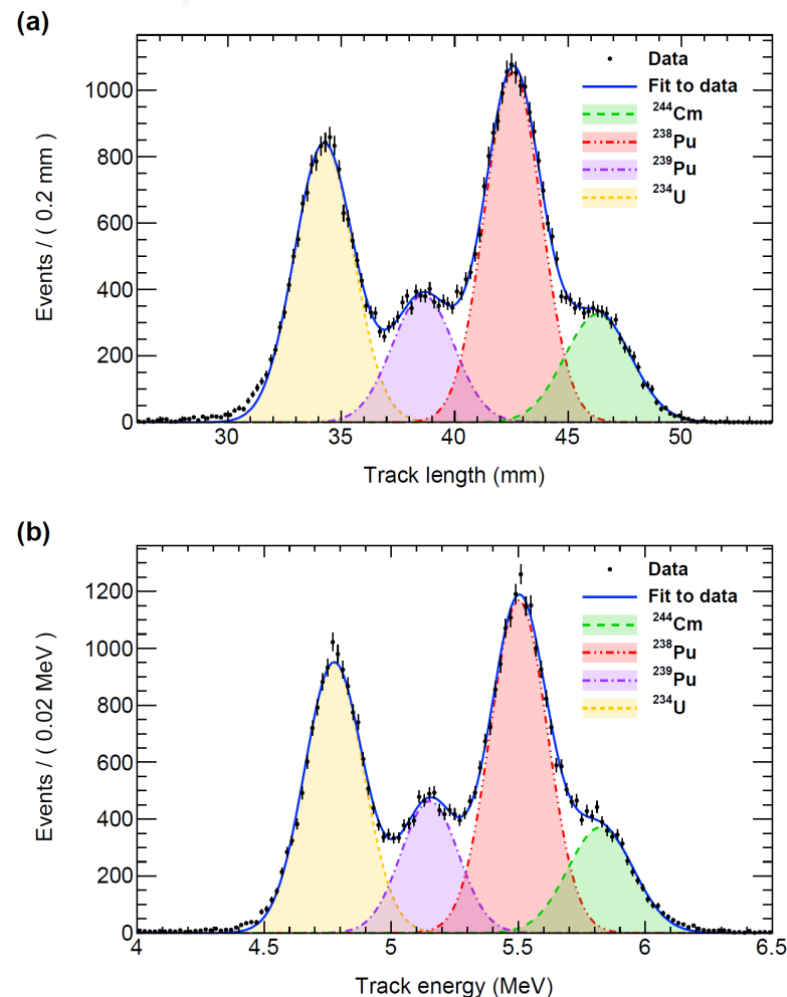 (a)
Events / ( 0.2 mm )
1000
800
600
400
200
0
Data
Fit to data
²⁴⁴Cm
²³⁸Pu
²³⁹Pu
²³⁴U
30 35 40 45 50
Track length (mm)
(b)
Events / ( 0.02 MeV )
1200
1000
800
600
400
200
0
Data
Fit to data
²⁴⁴Cm
²³⁸Pu
²³⁹Pu
²³⁴U
4 4.5 5 5.5 6 6.5
Track energy (MeV)